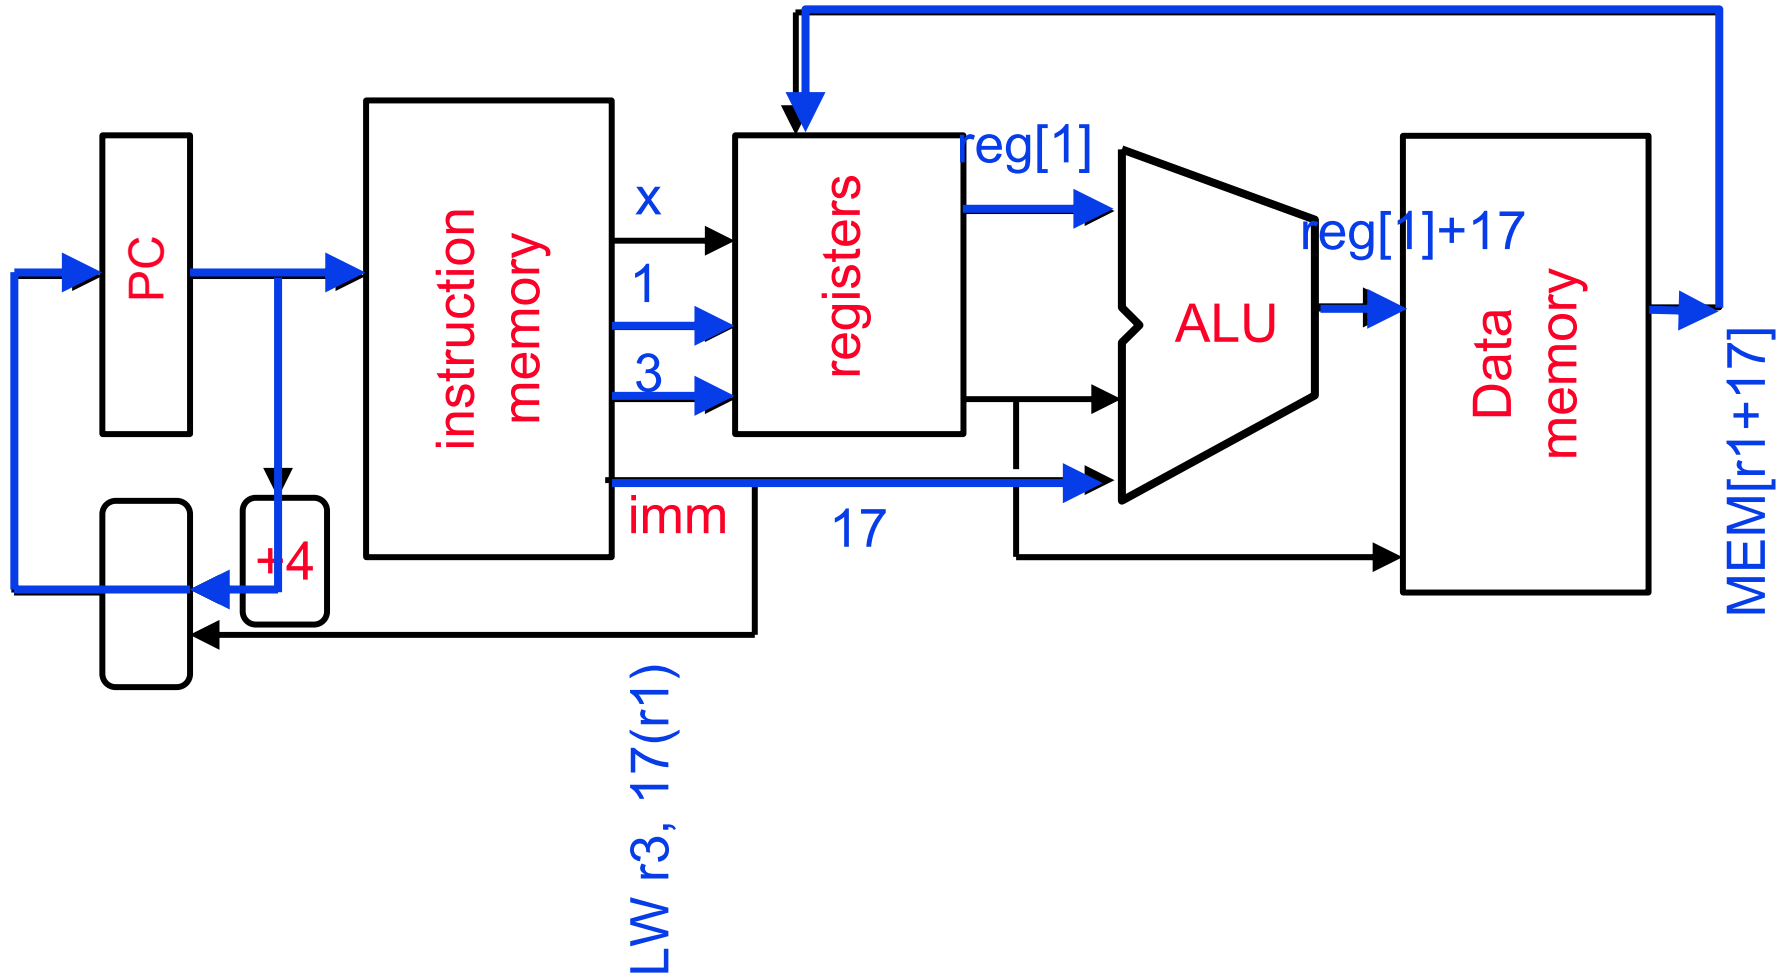 PC
+4
instruction
memory
x
1
3
imm
17
registers
reg[1]
ALU
reg[1]+17
Data
memory
MEM[r1+17]
LW r3, 17(r1)